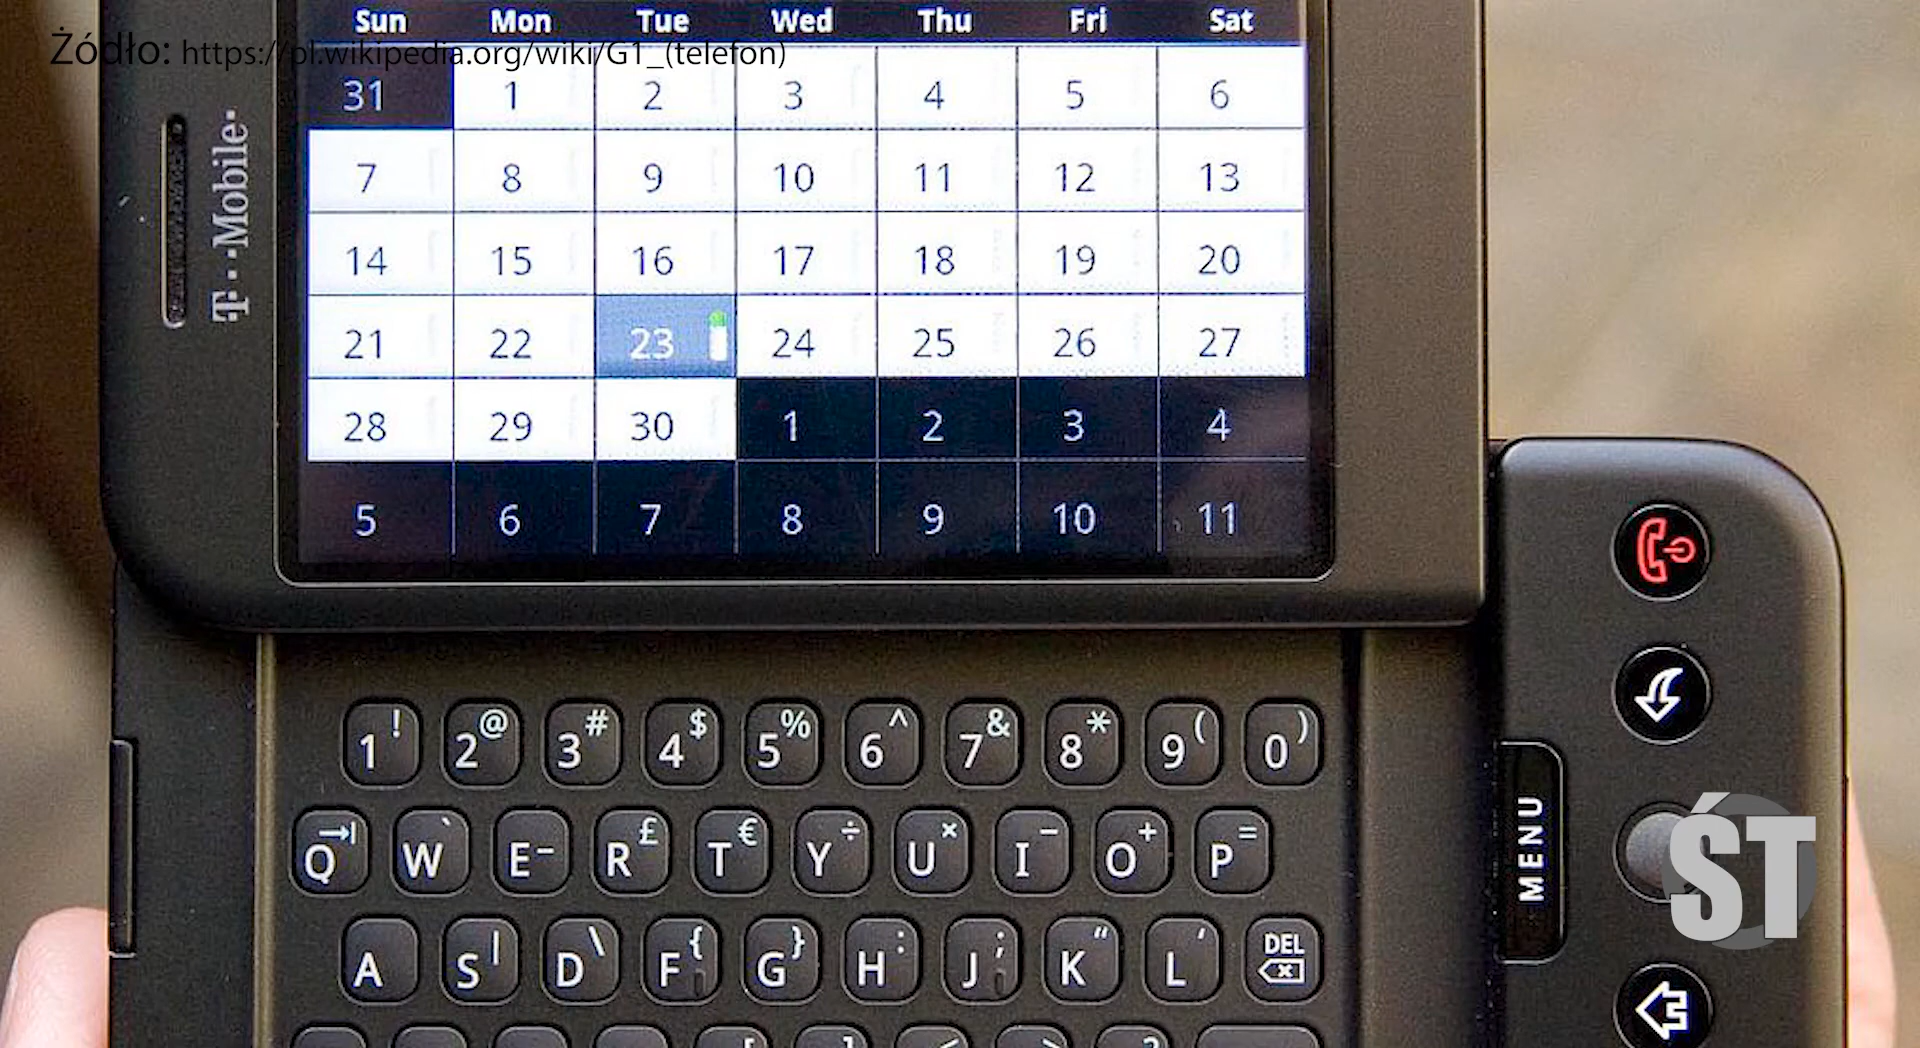 Sun Mon Tue Wed Thu Fri Sat
Żódło: https://pl.wikipedia.org/wiki/G1_(telefon)
31 1 2 3 4 5 6
7 8 9 10 11 12 13
14 15 16 17 18 19 20
21 22 23 24 25 26 27
28 29 30 1 2 3 4
5 6 7 8 9 10 11
T··Mobile·
1 ! 2 @ 3 # 4 $ 5 % 6 ^ 7 & 8 * 9 ( 0 )
Q →| W ` E – R £ T € Y ÷ U × I − O + P =
A S | D \ F { G } H : J ; K “ L ‘ DEL
MENU
ŚT